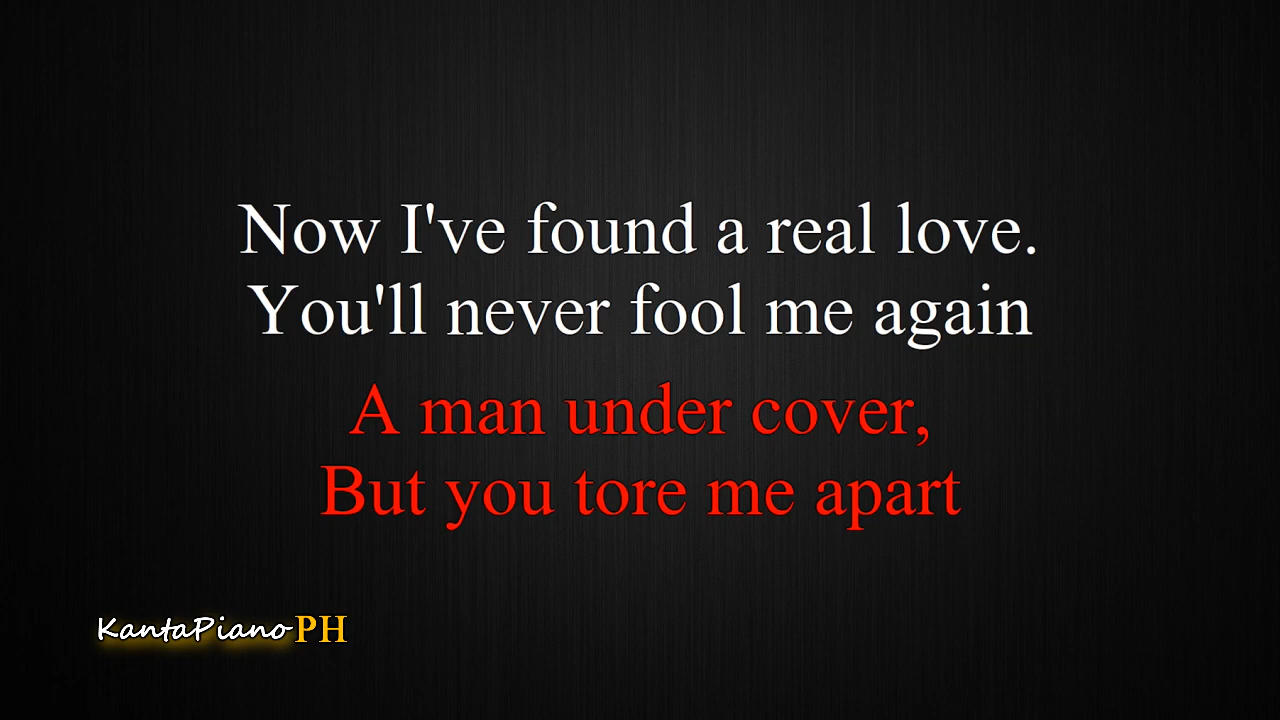 Now I've found a real love.
You'll never fool me again
A man under cover,
But you tore me apart
KantaPianoPH